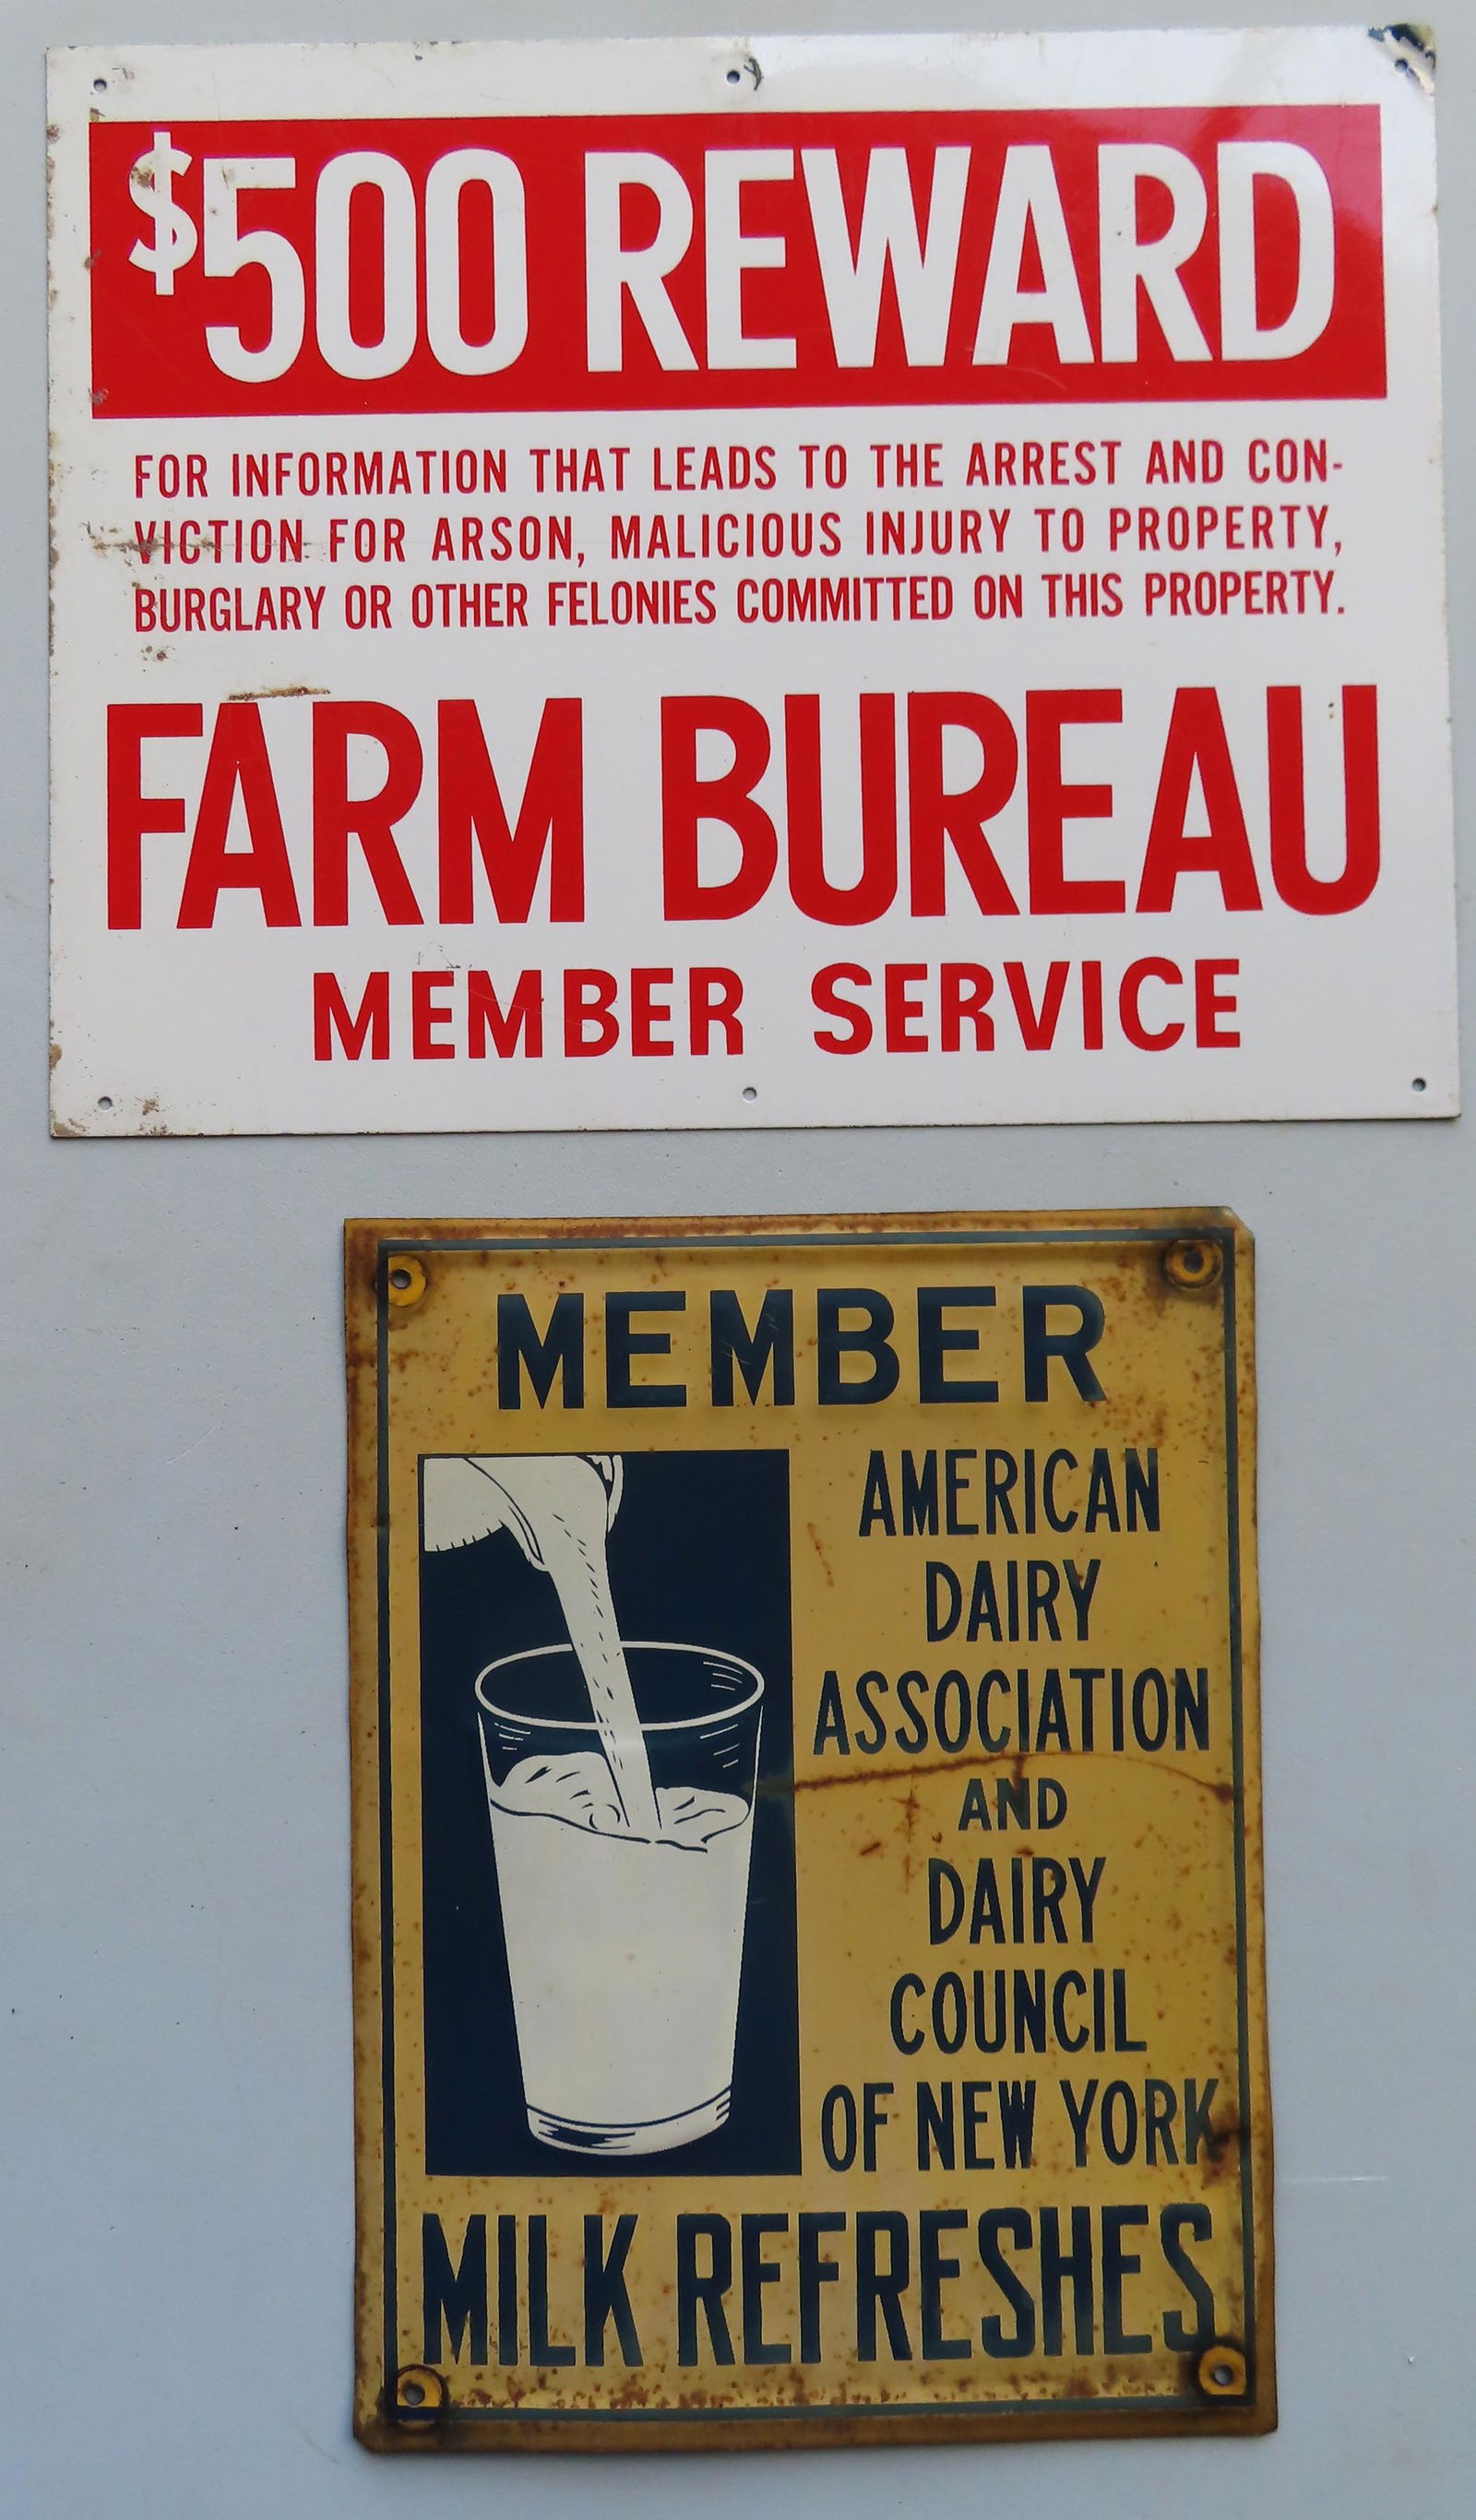 $500 REWARD
FOR INFORMATION THAT LEADS TO THE ARREST AND CON-
VICTION FOR ARSON, MALICIOUS INJURY TO PROPERTY,
BURGLARY OR OTHER FELONIES COMMITTED ON THIS PROPERTY.
FARM BUREAU
MEMBER SERVICE
MEMBER
AMERICAN
DAIRY
ASSOCIATION
AND
DAIRY
COUNCIL
OF NEW YORK
MILK REFRESHES